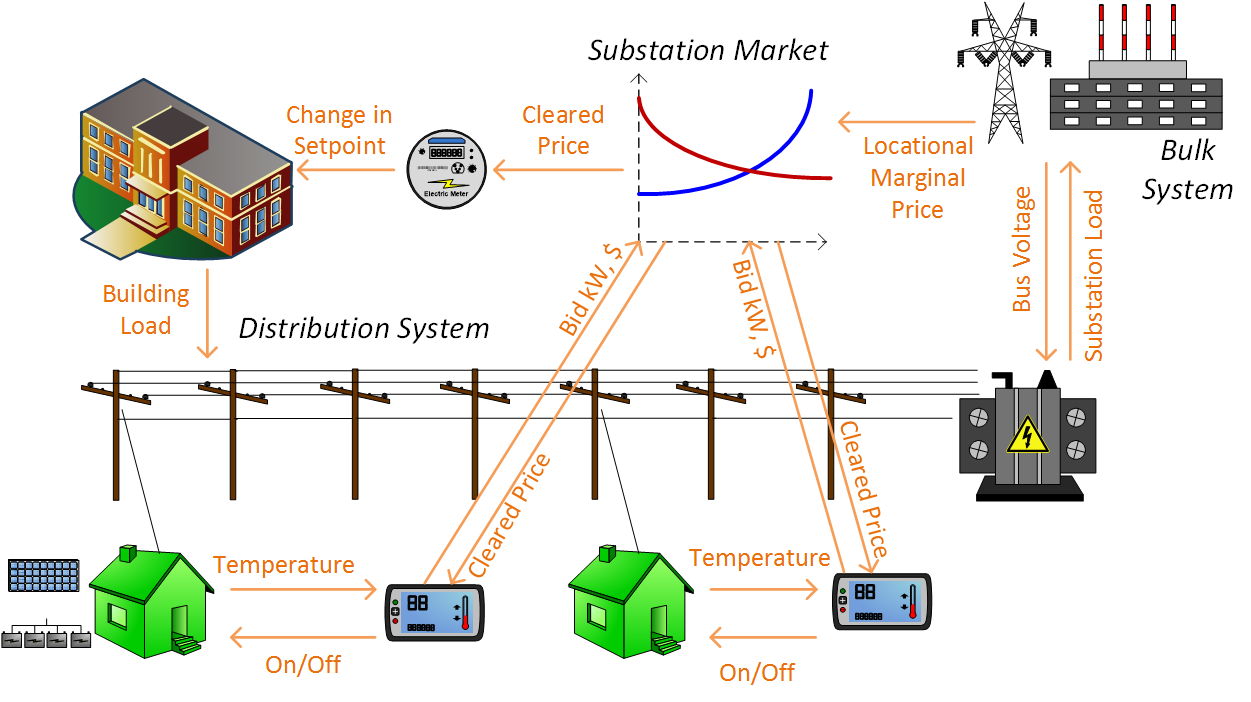 Substation Market
Change in
Setpoint
Cleared
Price
Electric Meter
Locational
Marginal
Price
Bulk
System
Bus Voltage
Substation Load
Building
Load
Distribution System
Bid kW, $
Cleared Price
Bid kW, $
Cleared Price
Temperature
On/Off
88
Temperature
On/Off
88